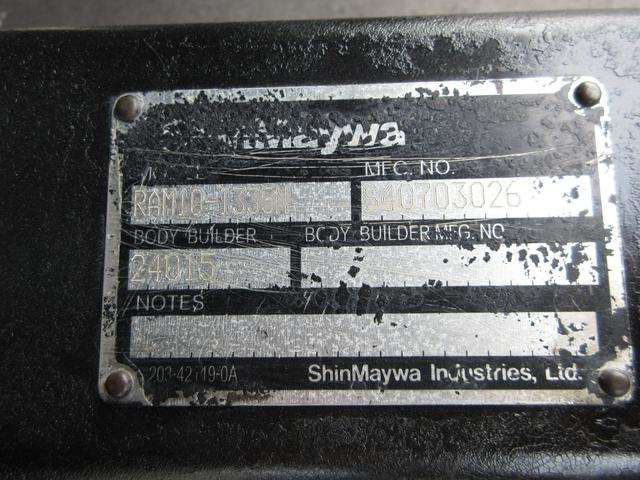 ShinMaywa
MFG. NO.
RAM10-1335N S40703026
BODY BUILDER BODY BUILDER MFG. NO
24015
NOTES
203-42119-0A ShinMaywa Industries, Ltd.